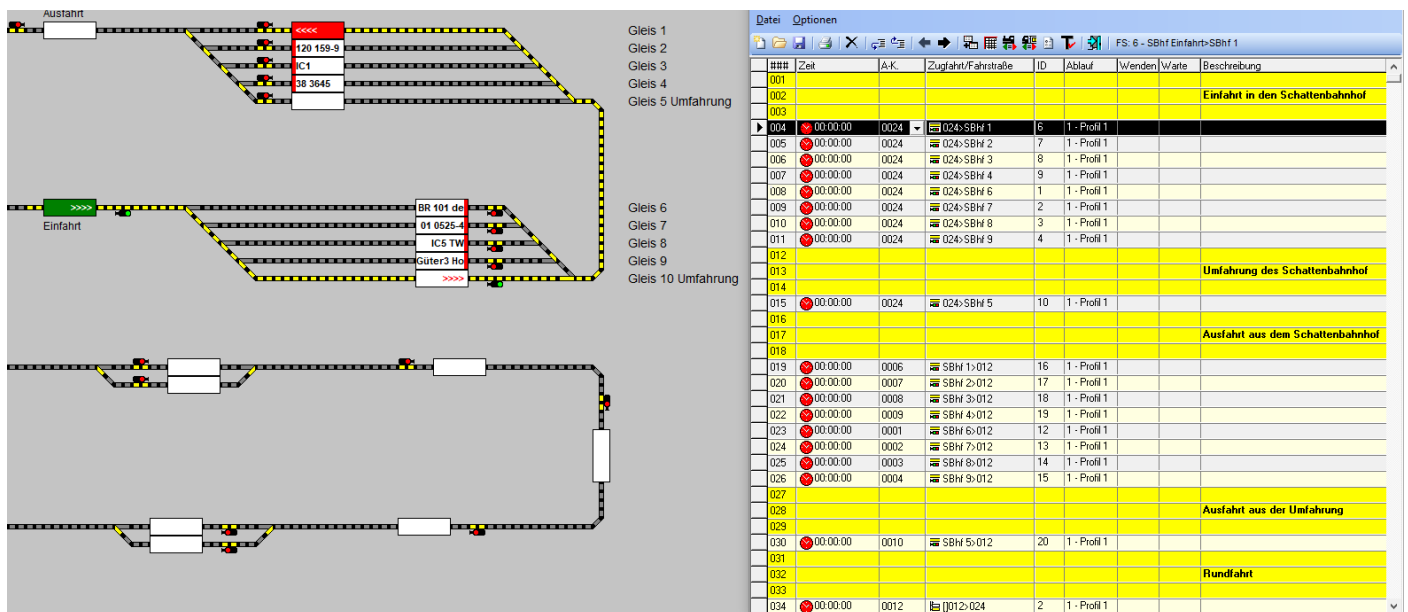 Ausfahrt
<<<<
Gleis 1
120 159-9
Gleis 2
IC1
Gleis 3
38 3645
Gleis 4
Gleis 5 Umfahrung
>>>>
Einfahrt
BR 101 de
Gleis 6
01 0525-4
Gleis 7
IC5 TW
Gleis 8
Güter3 Ho
Gleis 9
>>>>
Gleis 10 Umfahrung
Datei Optionen
FS: 6 - SBhf Einfahrt>SBhf 1
### Zeit A-K. Zugfahrt/Fahrstraße ID Ablauf Wenden Warte Beschreibung
001
002 Einfahrt in den Schattenbahnhof
003
004 00:00:00 0024 024>SBhf 1 6 1 - Profil 1
005 00:00:00 0024 024>SBhf 2 7 1 - Profil 1
006 00:00:00 0024 024>SBhf 3 8 1 - Profil 1
007 00:00:00 0024 024>SBhf 4 9 1 - Profil 1
008 00:00:00 0024 024>SBhf 6 1 1 - Profil 1
009 00:00:00 0024 024>SBhf 7 2 1 - Profil 1
010 00:00:00 0024 024>SBhf 8 3 1 - Profil 1
011 00:00:00 0024 024>SBhf 9 4 1 - Profil 1
012
013 Umfahrung des Schattenbahnhof
014
015 00:00:00 0024 024>SBhf 5 10 1 - Profil 1
016
017 Ausfahrt aus dem Schattenbahnhof
018
019 00:00:00 0006 SBhf 1>012 16 1 - Profil 1
020 00:00:00 0007 SBhf 2>012 17 1 - Profil 1
021 00:00:00 0008 SBhf 3>012 18 1 - Profil 1
022 00:00:00 0009 SBhf 4>012 19 1 - Profil 1
023 00:00:00 0001 SBhf 6>012 12 1 - Profil 1
024 00:00:00 0002 SBhf 7>012 13 1 - Profil 1
025 00:00:00 0003 SBhf 8>012 14 1 - Profil 1
026 00:00:00 0004 SBhf 9>012 15 1 - Profil 1
027
028 Ausfahrt aus der Umfahrung
029
030 00:00:00 0010 SBhf 5>012 20 1 - Profil 1
031
032 Rundfahrt
033
034 00:00:00 0012 []012>024 2 1 - Profil 1